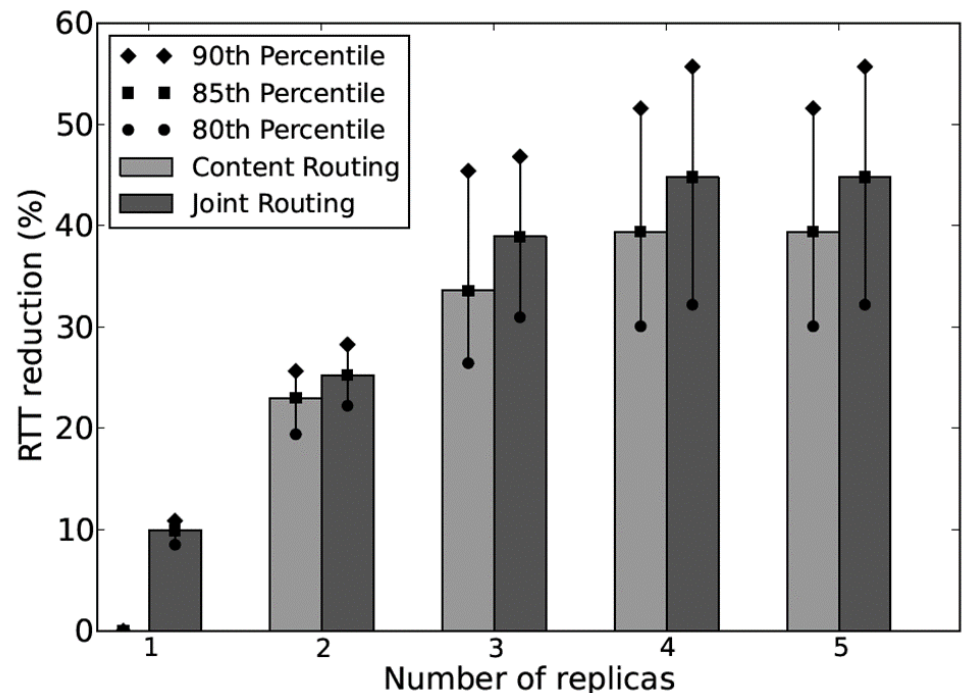 60
50
40
30
20
10
0
RTT reduction (%)
90th Percentile
85th Percentile
80th Percentile
Content Routing
Joint Routing
1 2 3 4 5
Number of replicas